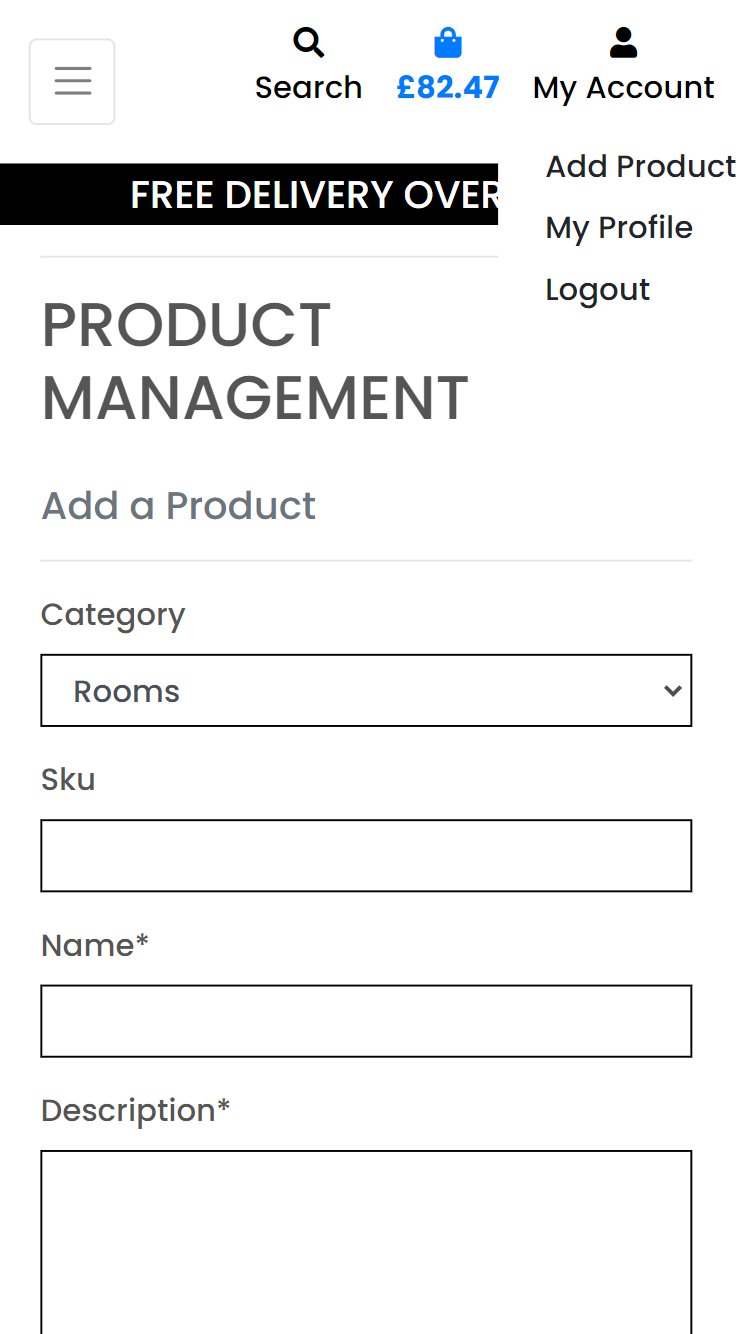 Search
£82.47
My Account
Add Product
My Profile
Logout
FREE DELIVERY OVER
PRODUCT
MANAGEMENT
Add a Product
Category
Rooms
Sku
Name*
Description*